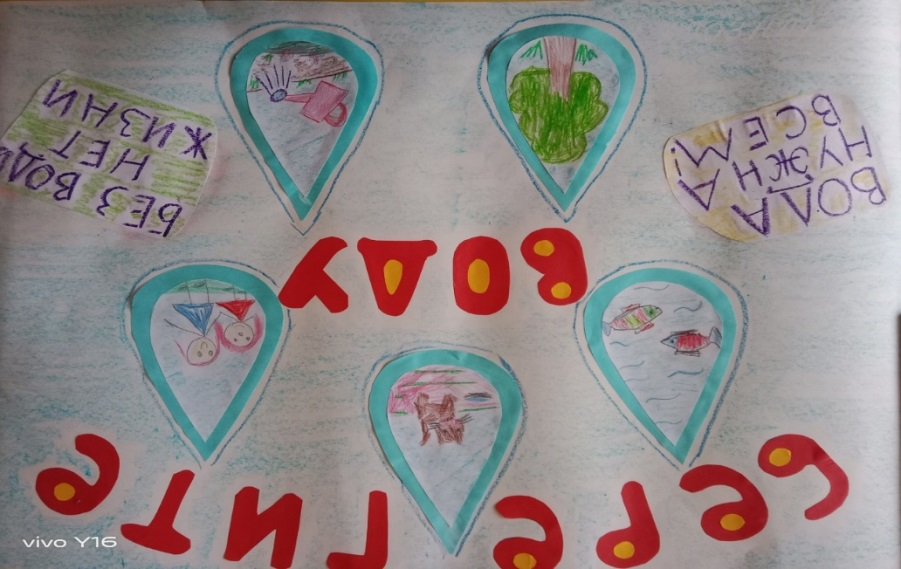 берегите
ВОДУ
ВОДА
НУЖНА
ВСЕМ!
БЕЗ ВОДЫ
НЕТ
ЖИЗНИ
vivo Y16